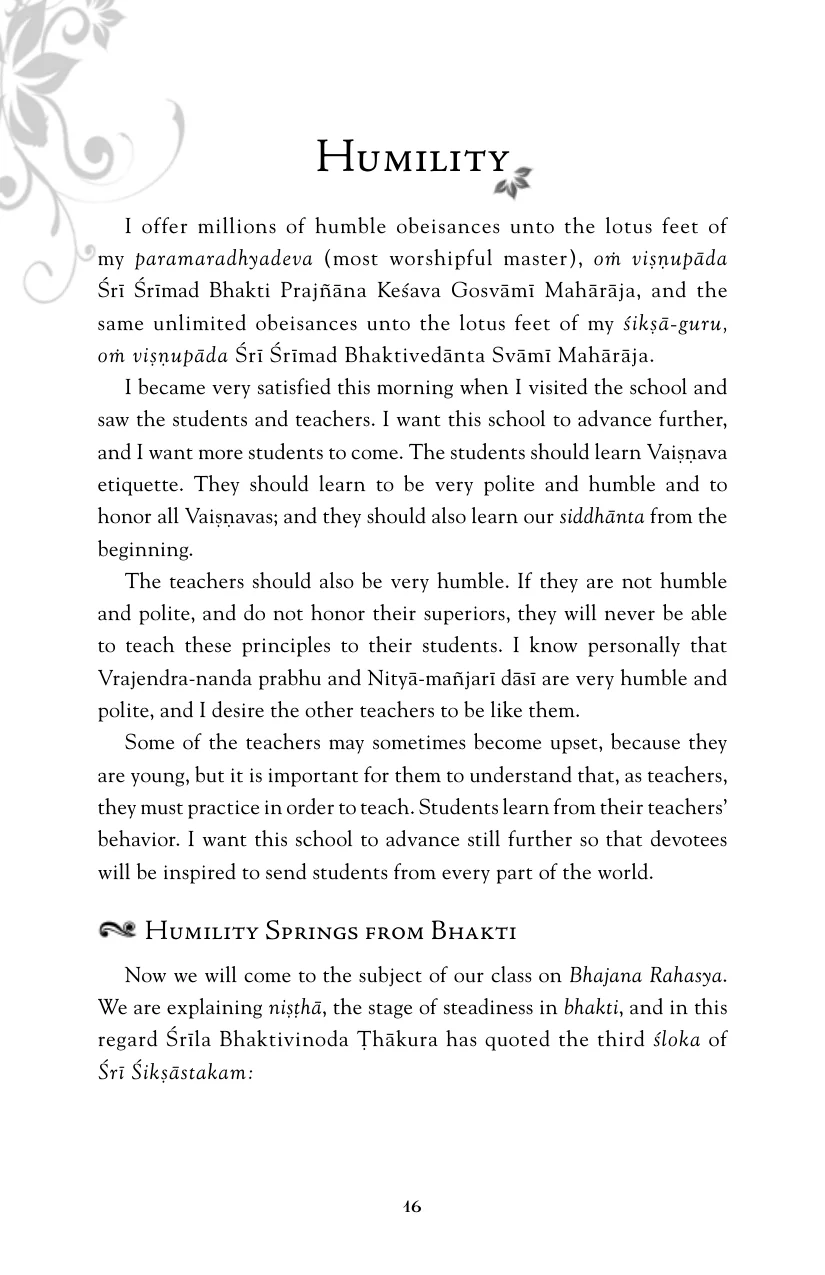 Humility
I offer millions of humble obeisances unto the lotus feet of
my paramaradhyadeva (most worshipful master), oṁ viṣṇupāda
Śrī Śrīmad Bhakti Prajñāna Keśava Gosvāmī Mahārāja, and the
same unlimited obeisances unto the lotus feet of my śikṣā-guru,
oṁ viṣṇupāda Śrī Śrīmad Bhaktivedānta Svāmī Mahārāja.
I became very satisfied this morning when I visited the school and
saw the students and teachers. I want this school to advance further,
and I want more students to come. The students should learn Vaiṣṇava
etiquette. They should learn to be very polite and humble and to
honor all Vaiṣṇavas; and they should also learn our siddhānta from the
beginning.
The teachers should also be very humble. If they are not humble
and polite, and do not honor their superiors, they will never be able
to teach these principles to their students. I know personally that
Vrajendra-nanda prabhu and Nityā-mañjarī dāsī are very humble and
polite, and I desire the other teachers to be like them.
Some of the teachers may sometimes become upset, because they
are young, but it is important for them to understand that, as teachers,
they must practice in order to teach. Students learn from their teachers’
behavior. I want this school to advance still further so that devotees
will be inspired to send students from every part of the world.
Humility Springs from Bhakti
Now we will come to the subject of our class on Bhajana Rahasya.
We are explaining niṣṭhā, the stage of steadiness in bhakti, and in this
regard Śrīla Bhaktivinoda Ṭhākura has quoted the third śloka of
Śrī Śikṣāstakam:
16